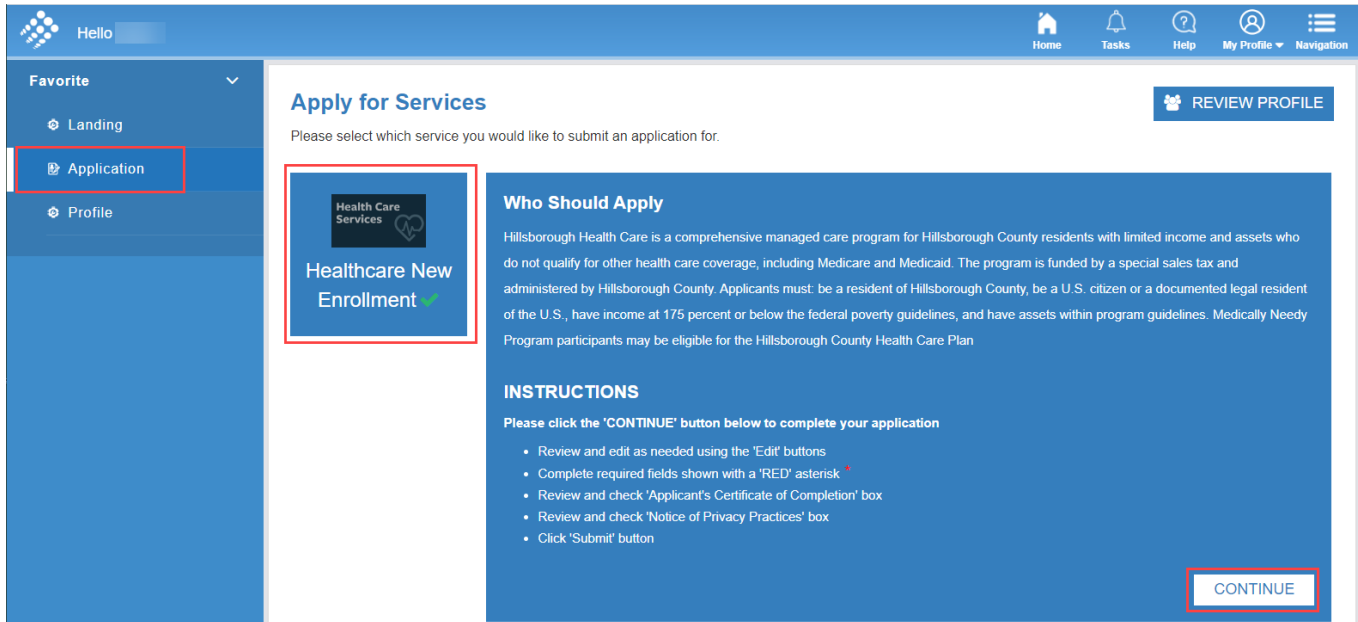 Hello
Home
Tasks
Help
My Profile
Navigation
Favorite
Landing
Application
Profile
Apply for Services
REVIEW PROFILE
Please select which service you would like to submit an application for.
Health Care
Services
Healthcare New
Enrollment
Who Should Apply
Hillsborough Health Care is a comprehensive managed care program for Hillsborough County residents with limited income and assets who
do not qualify for other health care coverage, including Medicare and Medicaid. The program is funded by a special sales tax and
administered by Hillsborough County. Applicants must: be a resident of Hillsborough County, be a U.S. citizen or a documented legal resident
of the U.S., have income at 175 percent or below the federal poverty guidelines, and have assets within program guidelines. Medically Needy
Program participants may be eligible for the Hillsborough County Health Care Plan
INSTRUCTIONS
Please click the 'CONTINUE' button below to complete your application
• Review and edit as needed using the 'Edit' buttons
• Complete required fields shown with a 'RED' asterisk *
• Review and check 'Applicant's Certificate of Completion' box
• Review and check 'Notice of Privacy Practices' box
• Click 'Submit' button
CONTINUE